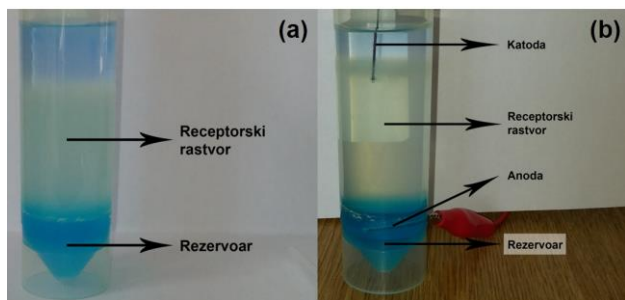 (a)
Receptorski
rastvor
Rezervoar
(b)
Katoda
Receptorski
rastvor
Anoda
Rezervoar